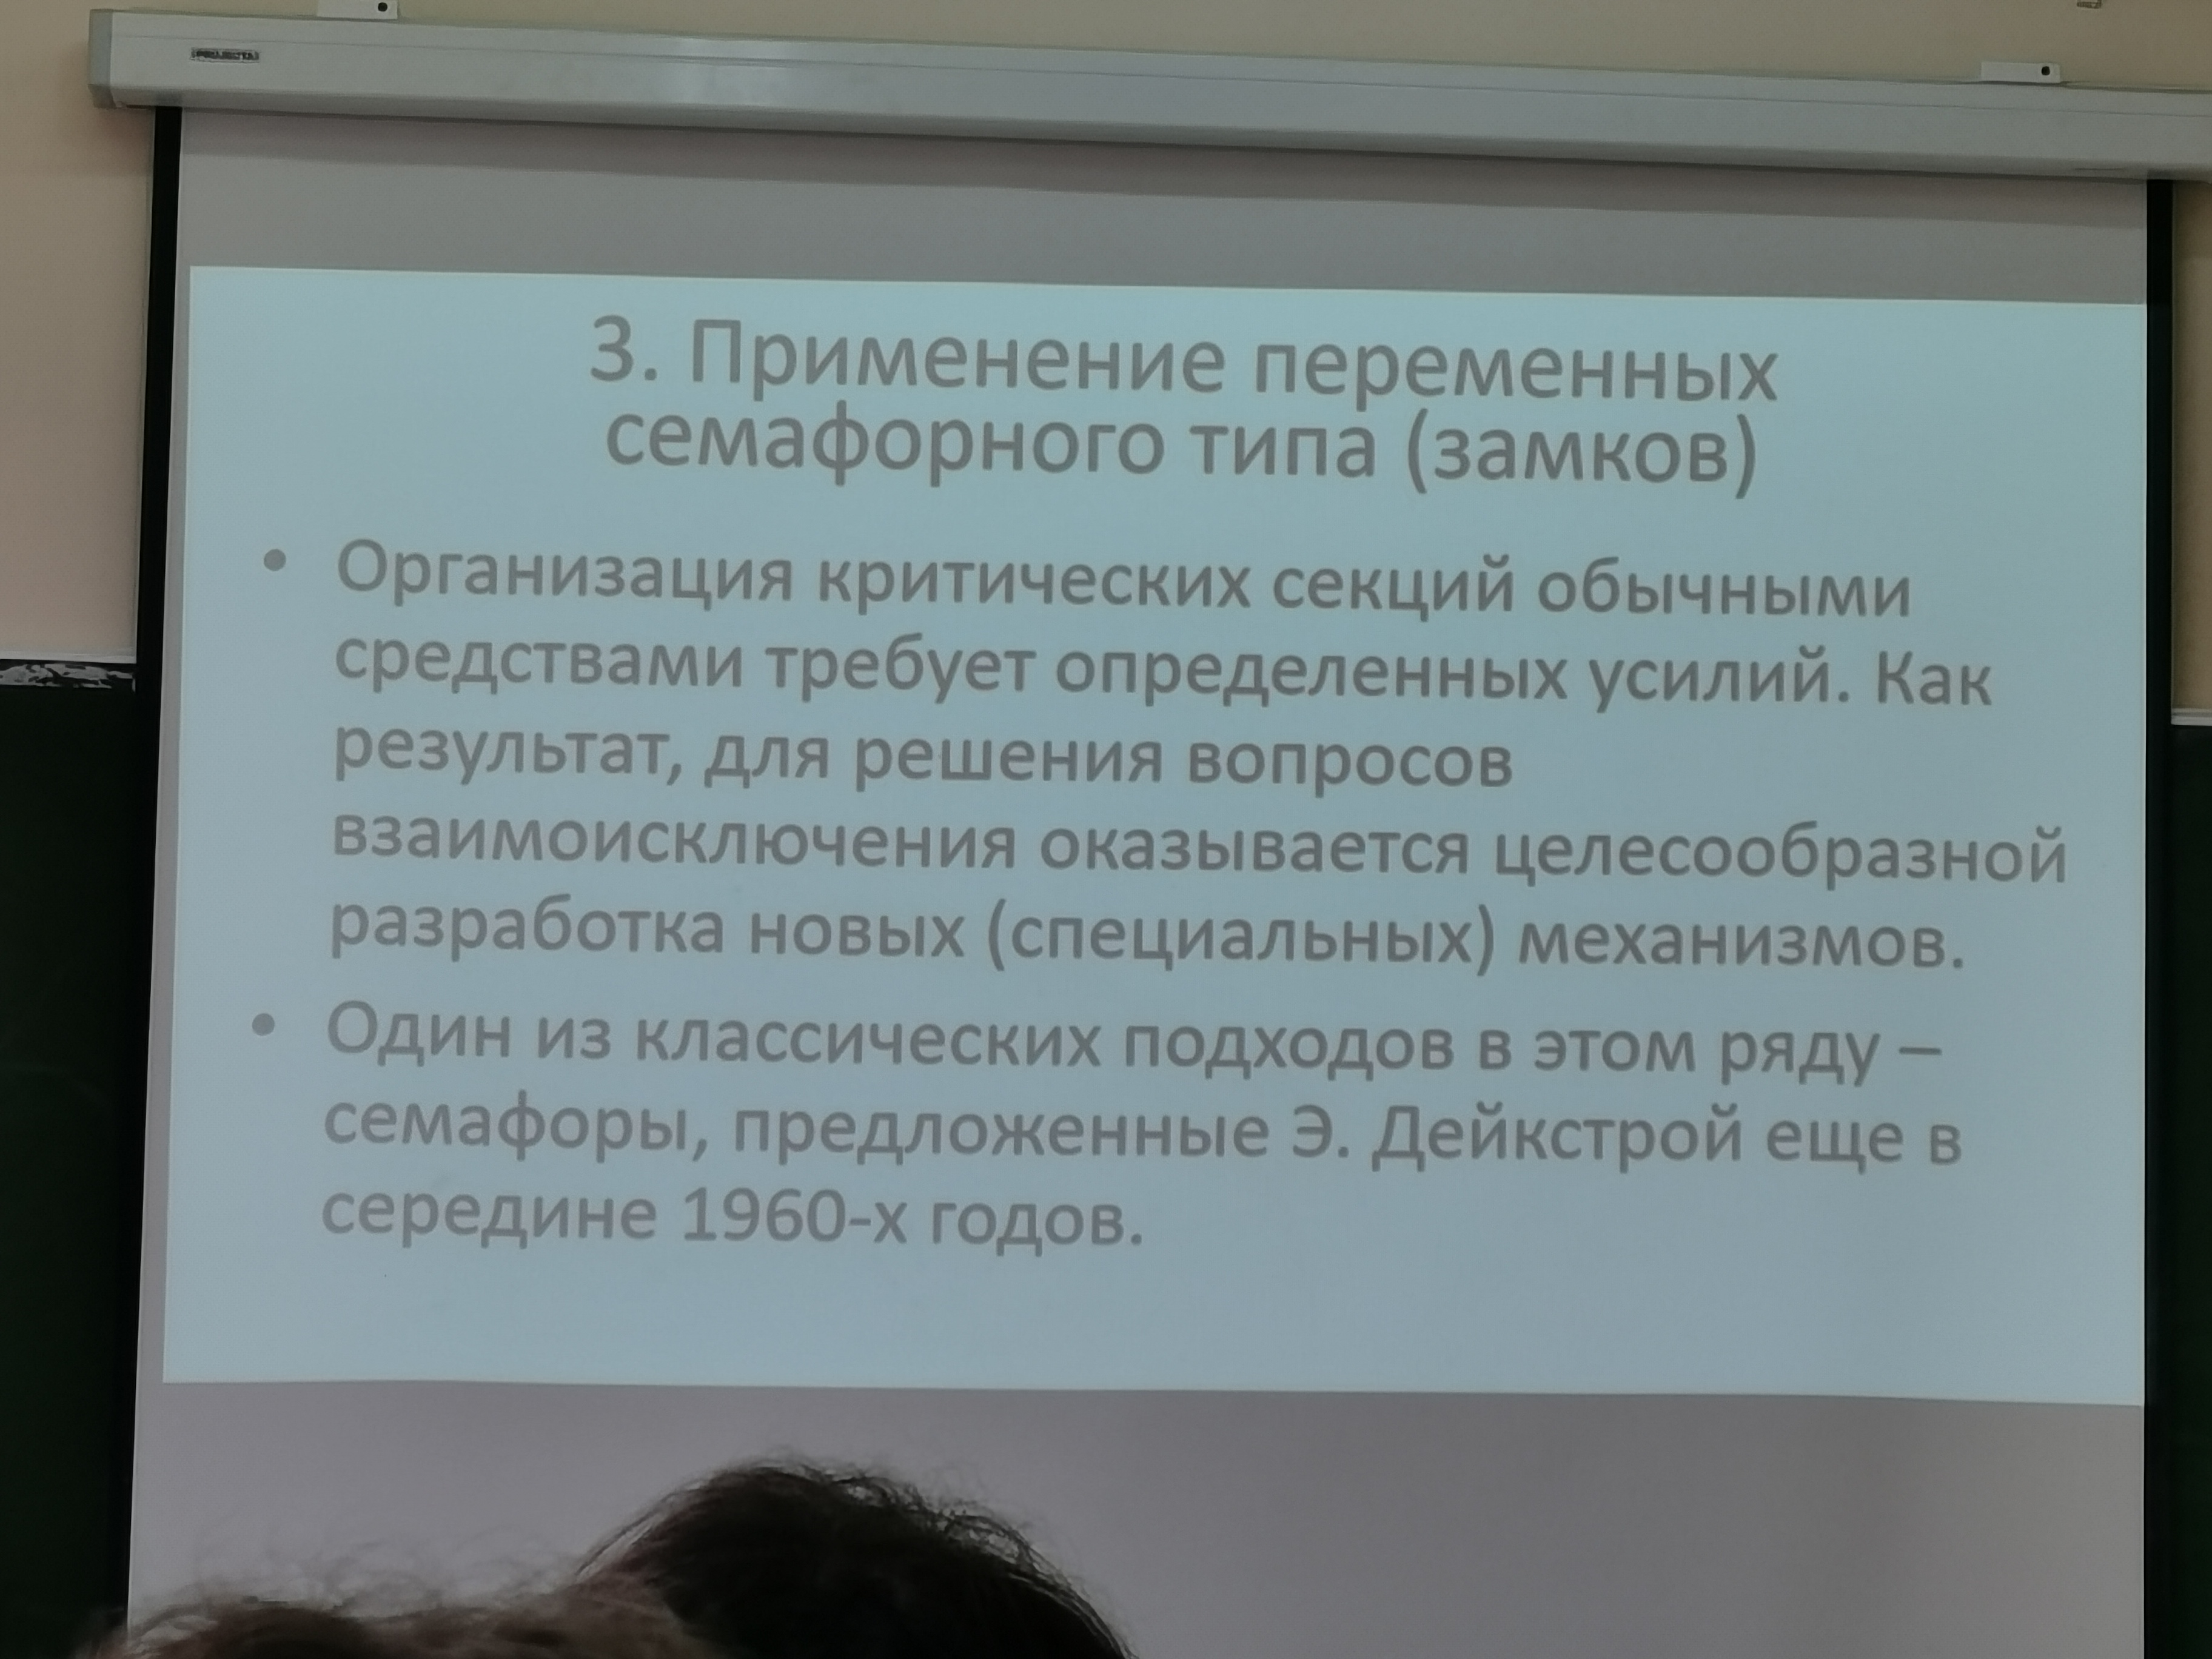 3. Применение переменных
семафорного типа (замков)
• Организация критических секций обычными
средствами требует определенных усилий. Как
результат, для решения вопросов
взаимоисключения оказывается целесообразной
разработка новых (специальных) механизмов.
• Один из классических подходов в этом ряду –
семафоры, предложенные Э. Дейкстрой еще в
середине 1960-х годов.